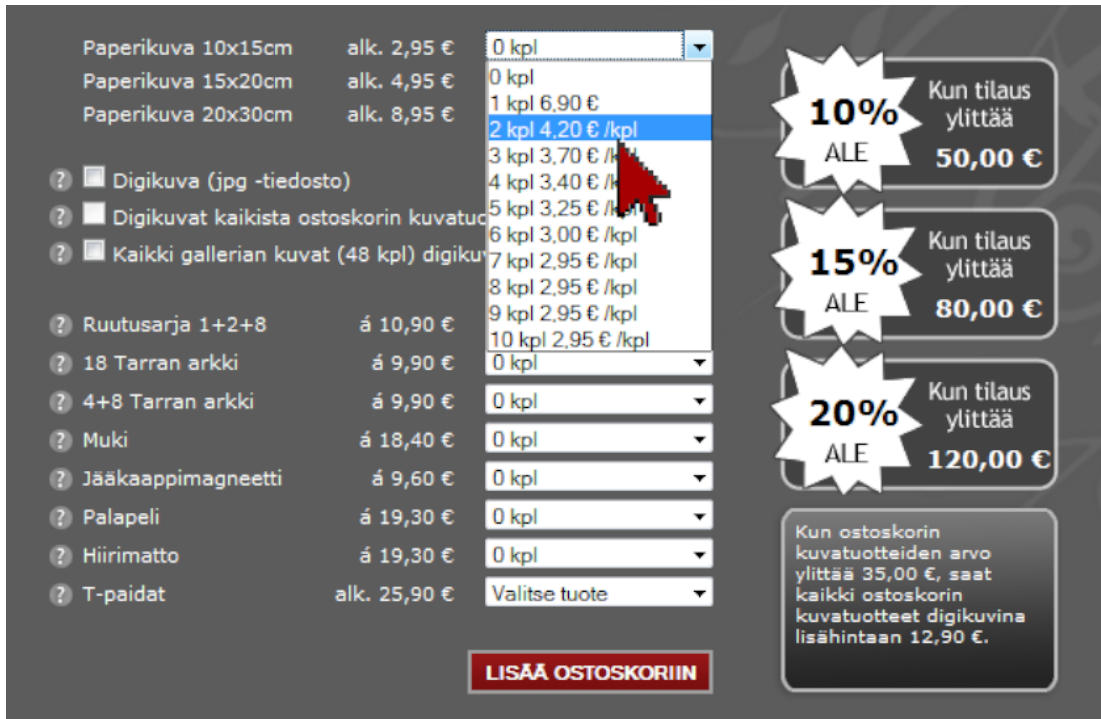 Paperikuva 10x15cm alk. 2,95 € 0 kpl
Paperikuva 15x20cm alk. 4,95 €
Paperikuva 20x30cm alk. 8,95 €
0 kpl
1 kpl 6,90 €
2 kpl 4,20 € /kpl
3 kpl 3,70 €
4 kpl 3,40 €
5 kpl 3,25 €
6 kpl 3,00 € /kpl
7 kpl 2,95 € /kpl
8 kpl 2,95 € /kpl
9 kpl 2,95 € /kpl
10 kpl 2,95 € /kpl
? Digikuva (jpg -tiedosto)
? Digikuvat kaikista ostoskorin
? Kaikki gallerian kuvat (48 kpl)
? Ruutusarja 1+2+8 á 10,90 €
? 18 Tarran arkki á 9,90 € 0 kpl
? 4+8 Tarran arkki á 9,90 € 0 kpl
? Muki á 18,40 € 0 kpl
? Jääkaappimagneetti á 9,60 € 0 kpl
? Palapeli á 19,30 € 0 kpl
? Hiirimatto á 19,30 € 0 kpl
? T-paidat alk. 25,90 € Valitse tuote
LISÄÄ OSTOSKORIIN
10%
ALE
Kun tilaus
ylittää
50,00 €
15%
ALE
Kun tilaus
ylittää
80,00 €
20%
ALE
Kun tilaus
ylittää
120,00 €
Kun ostoskorin
kuvatuotteiden arvo
ylittää 35,00 €, saat
kaikki ostoskorin
kuvatuotteet digikuvina
lisähintaan 12,90 €.